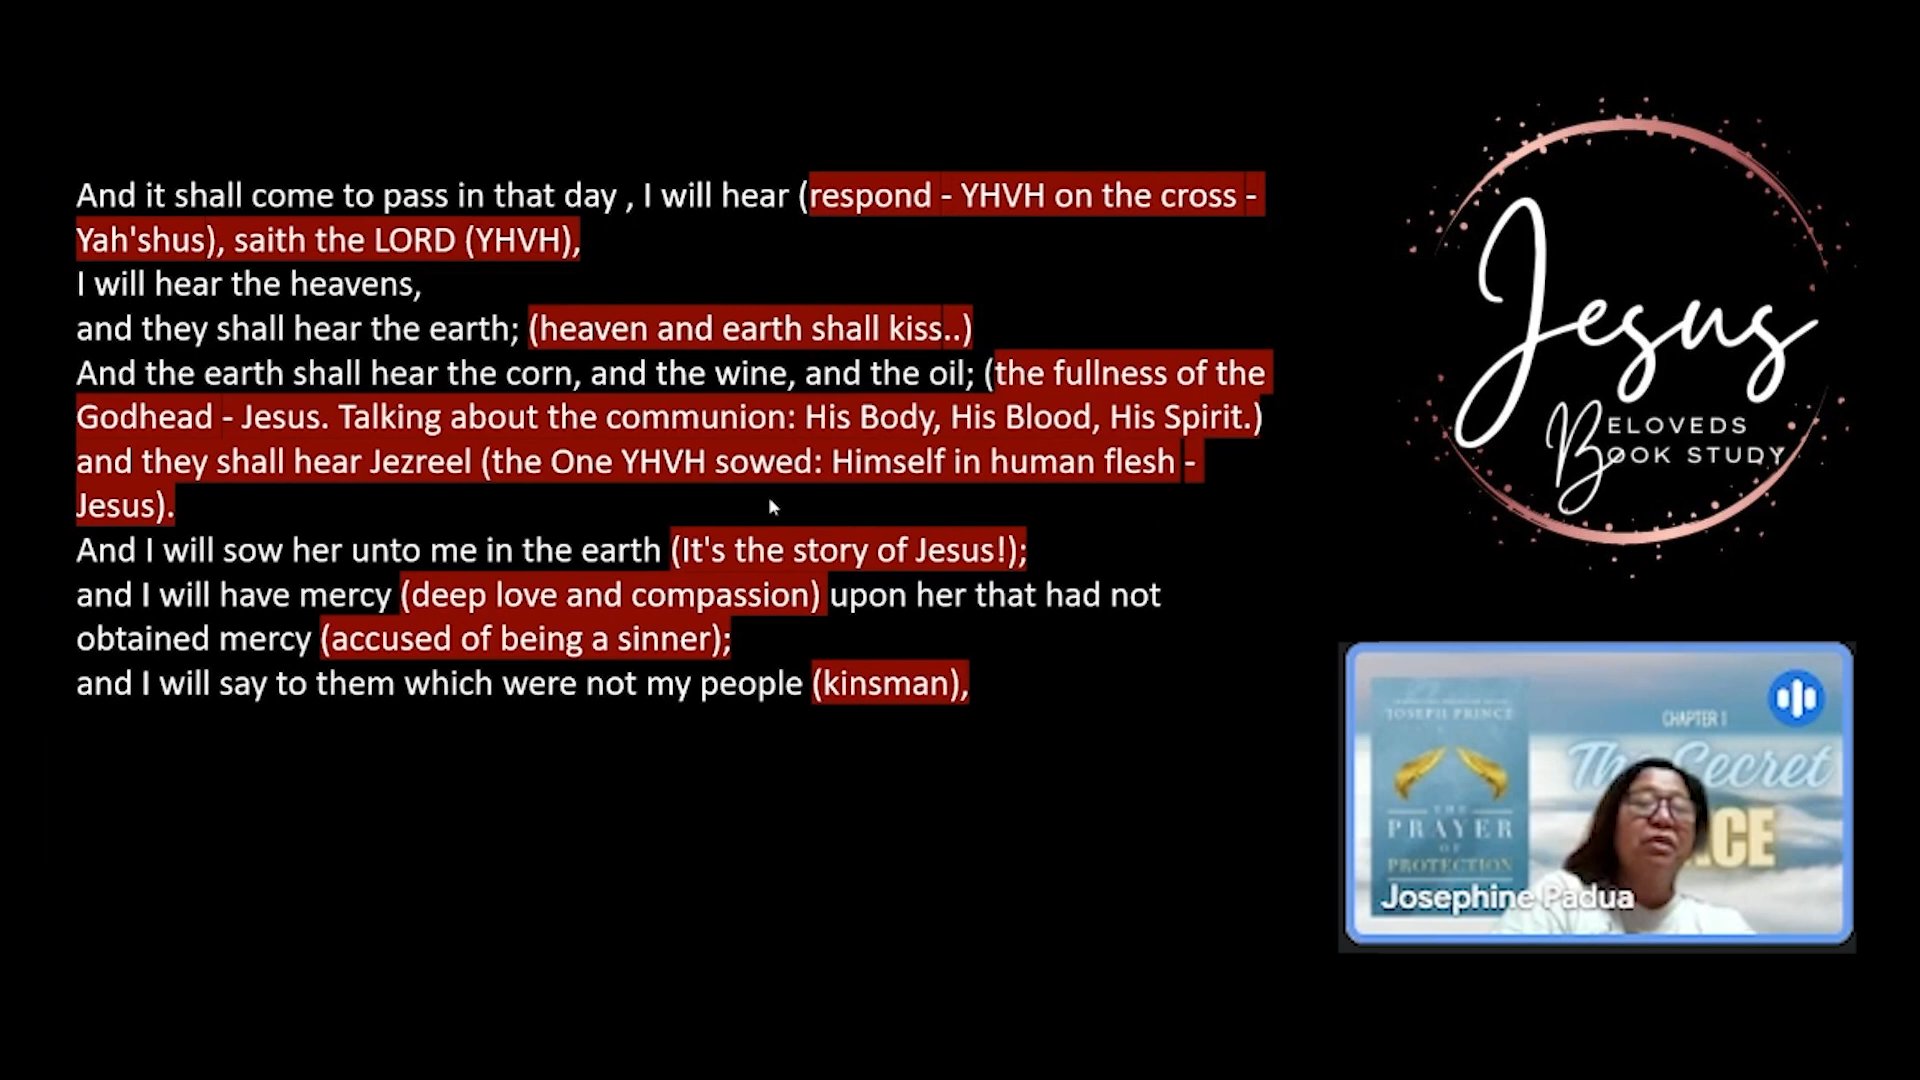 And it shall come to pass in that day , I will hear (respond - YHVH on the cross -
Yah'shus), saith the LORD (YHVH),
I will hear the heavens,
and they shall hear the earth; (heaven and earth shall kiss..)
And the earth shall hear the corn, and the wine, and the oil; (the fullness of the
Godhead - Jesus. Talking about the communion: His Body, His Blood, His Spirit.)
and they shall hear Jezreel (the One YHVH sowed: Himself in human flesh -
Jesus).
And I will sow her unto me in the earth (It's the story of Jesus!);
and I will have mercy (deep love and compassion) upon her that had not
obtained mercy (accused of being a sinner);
and I will say to them which were not my people (kinsman),
Jesus
BELOVEDS
BOOK STUDY
JOSEPH PRINCE
THE
PRAYER
OF
PROTECTION
CHAPTER 1
The Secret
ACE
Josephine Padua